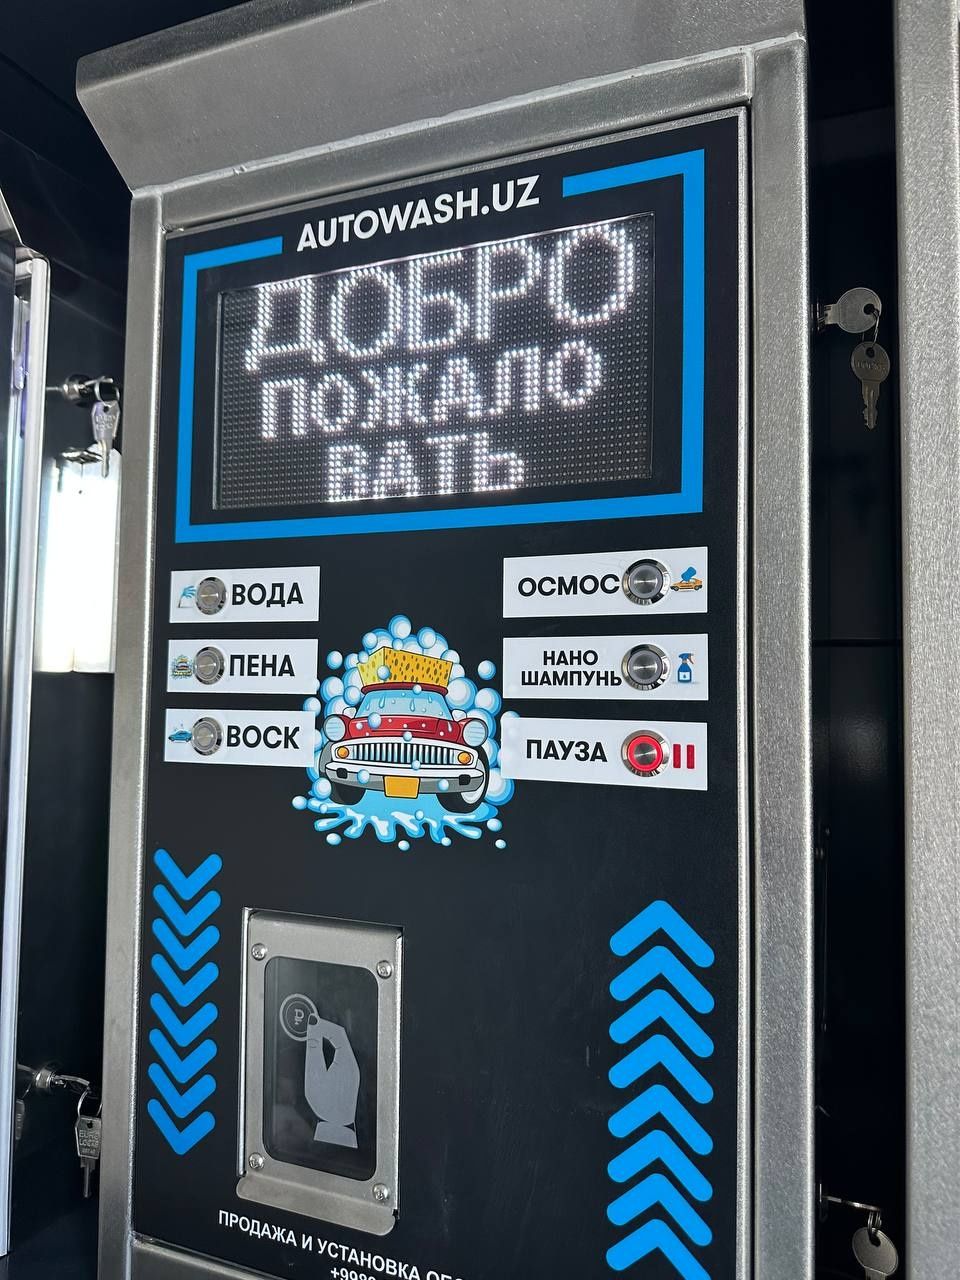 AUTOWASH.UZ
ДОБРО
ПОЖАЛО
ВАТЬ
ВОДА
ПЕНА
ВОСК
ОСМОС
НАНО
ШАМПУНЬ
ПАУЗА
ПРОДАЖА И УСТАНОВКА